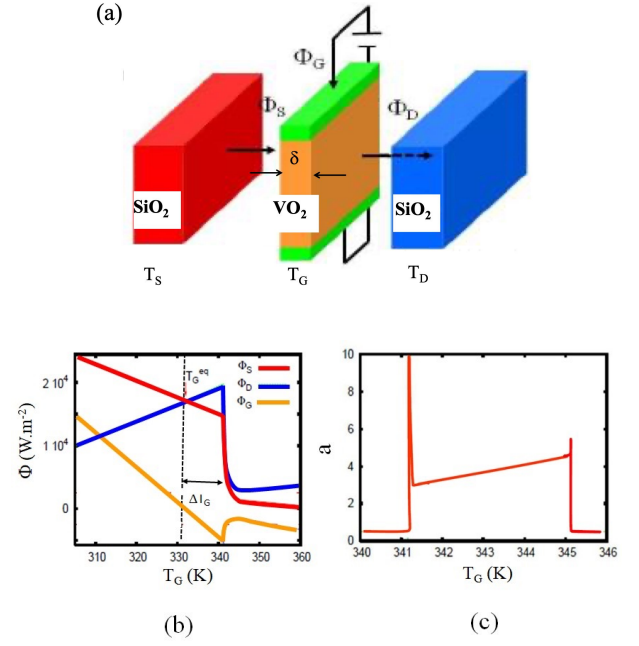 (a)
Φ_G
Φ_S
Φ_D
δ
SiO₂
VO₂
SiO₂
T_S
T_G
T_D
Φ (W.m⁻²)
2 10⁴
1 10⁴
0
T_G^eq
Φ_S
Φ_D
Φ_G
ΔI_G
310 320 330 340 350 360
T_G (K)
(b)
a
10
8
6
4
2
0
340 341 342 343 344 345 346
T_G (K)
(c)